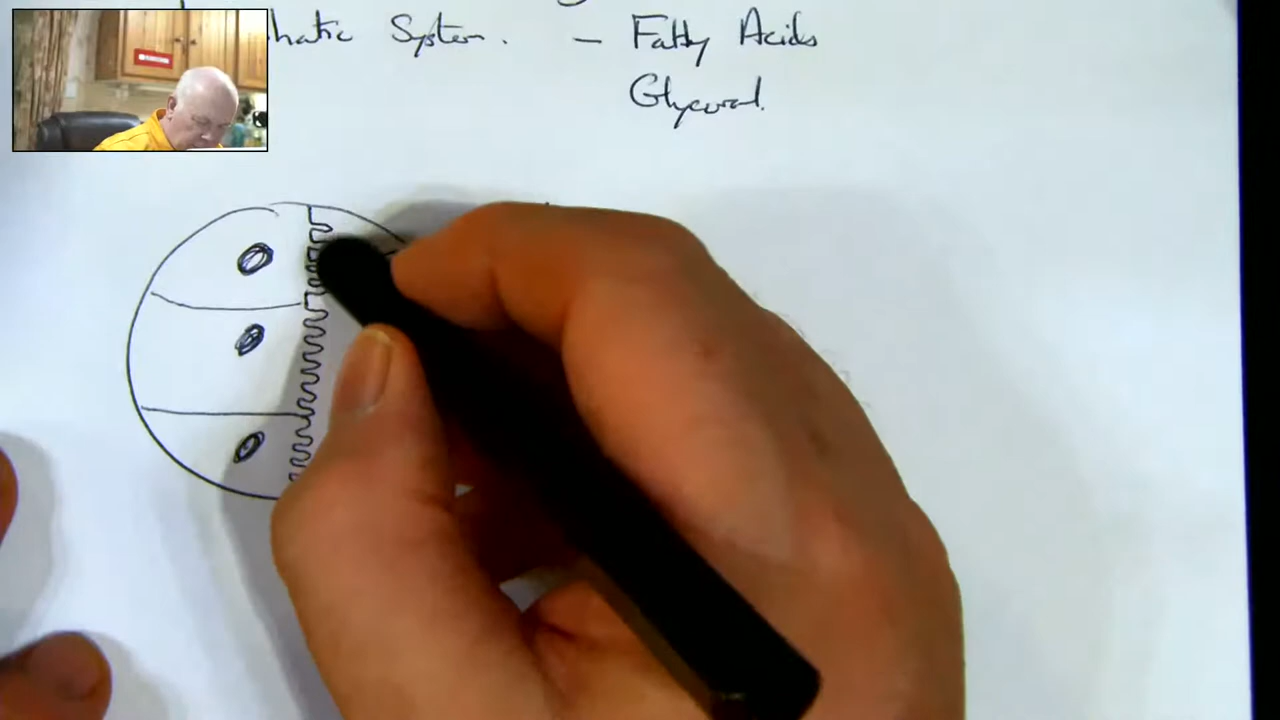 hatic System. - Fatty Acids
Glycerol.